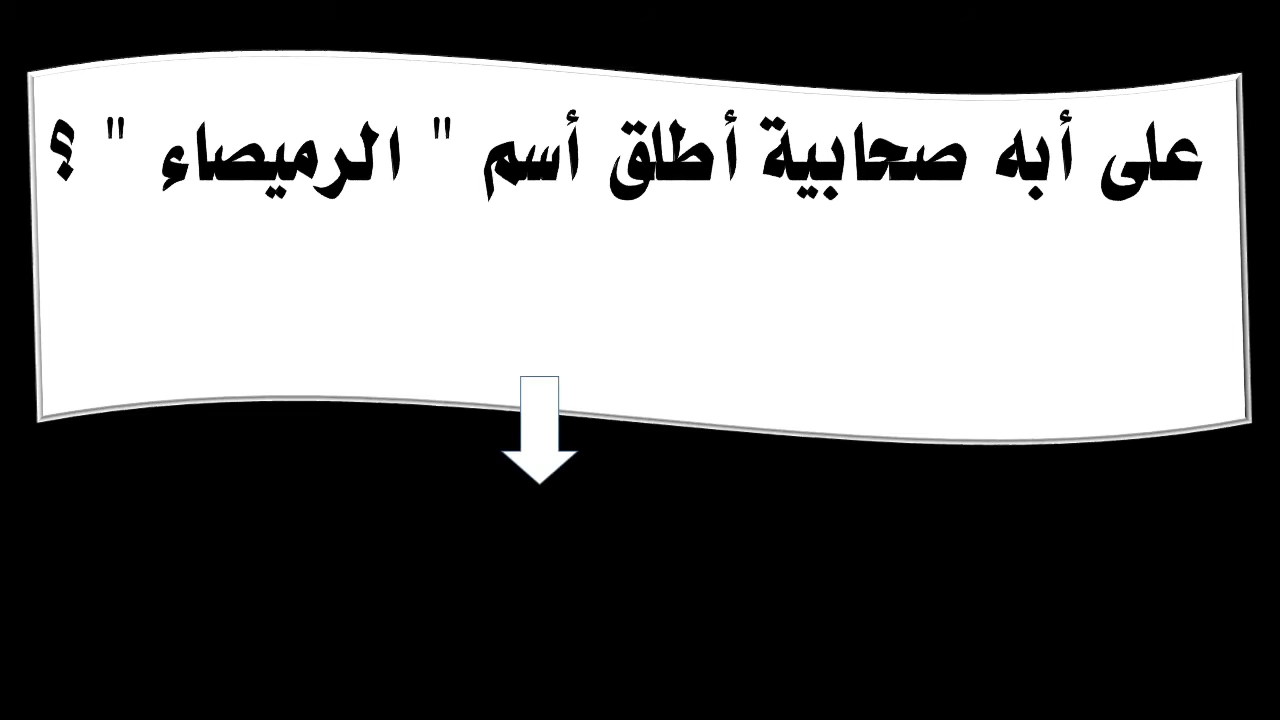 على أبه صحابية أطلق أسم " الرميصاء " ؟